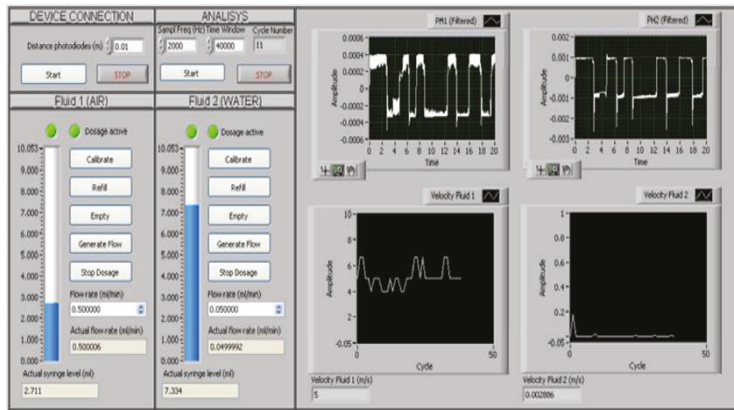 DEVICE CONNECTION
Distance photodiodes (m) 0.01
Start STOP
ANALISYS
Sampl Freq (Hz) Time Window Cycle Number
2000 40000 11
Start STOP
Fluid 1 (AIR)
Dosage active
10.053
9.000
8.000
7.000
6.000
5.000
4.000
3.000
2.000
1.000
0.000
Calibrate
Refill
Empty
Generate Flow
Stop Dosage
Flow rate (ml/min)
0.500000
Actual flow rate (ml/min)
0.500006
Actual syringe level (ml)
2.711
Fluid 2 (WATER)
Dosage active
10.053
9.000
8.000
7.000
6.000
5.000
4.000
3.000
2.000
1.000
0.000
Calibrate
Refill
Empty
Generate Flow
Stop Dosage
Flow rate (ml/min)
0.050000
Actual flow rate (ml/min)
0.0499992
Actual syringe level (ml)
7.334
PH1 (Filtered)
Amplitude
0.0006
0.0004
0.0002
0
-0.0002
-0.0004
-0.0006
0 2 4 6 8 10 12 14 16 18 20
Time
PH2 (Filtered)
Amplitude
0.002
0.001
0
-0.001
-0.002
-0.003
0 2 4 6 8 10 12 14 16 18 20
Time
Velocity Fluid 1
Amplitude
10
8
6
4
2
-0.05
0 50
Cycle
Velocity Fluid 1 (m/s)
5
Velocity Fluid 2
Amplitude
1
0.8
0.6
0.4
0.2
-0.05
0 50
Cycle
Velocity Fluid 2 (m/s)
0.002886